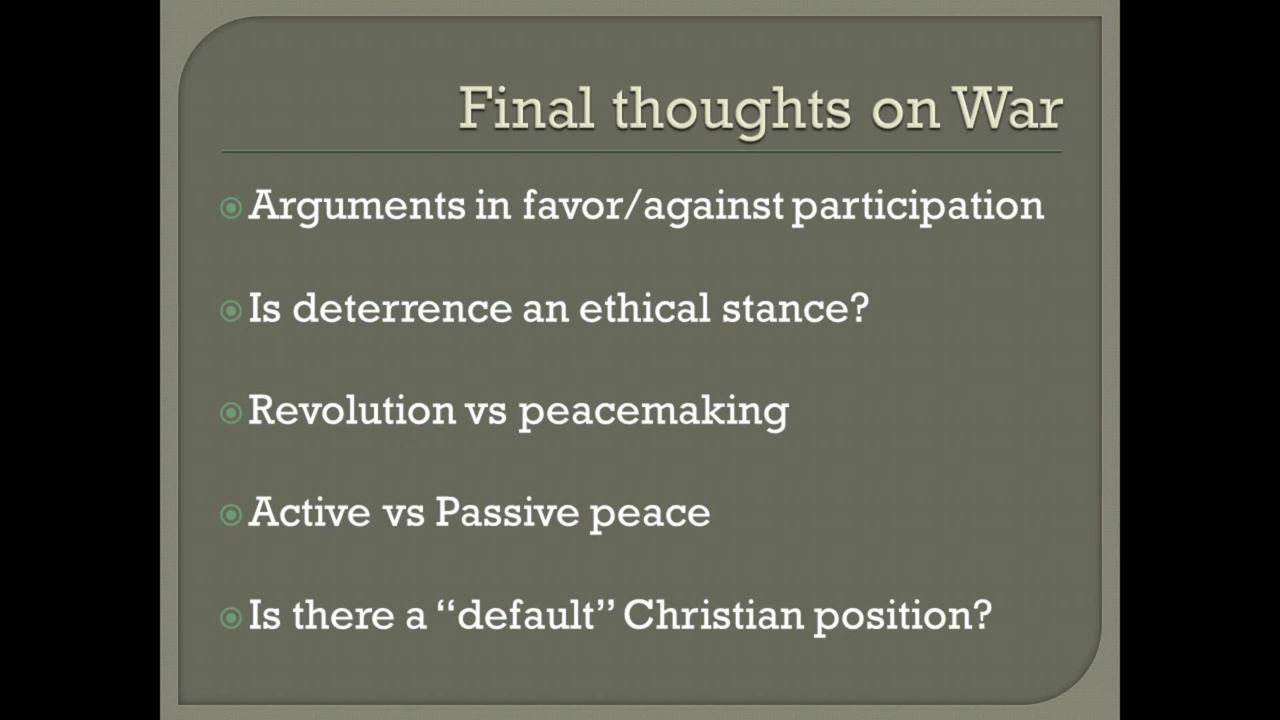 Final thoughts on War
Arguments in favor/against participation
Is deterrence an ethical stance?
Revolution vs peacemaking
Active vs Passive peace
Is there a “default” Christian position?